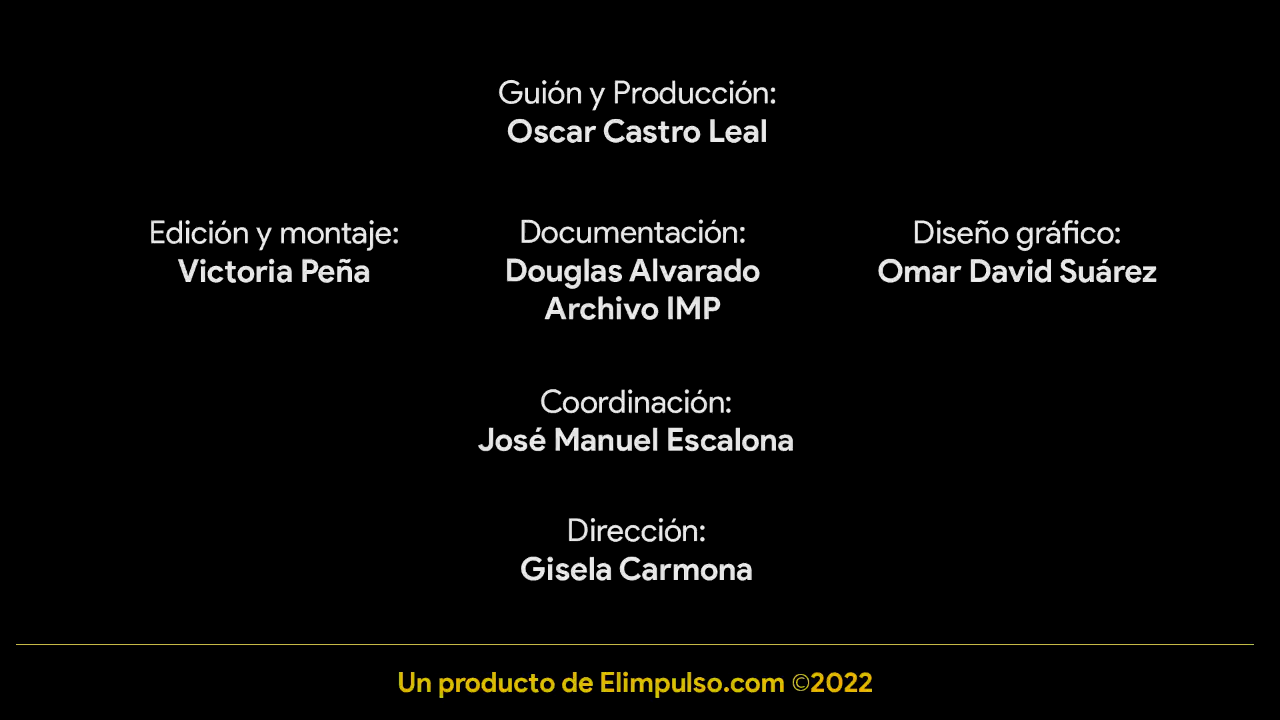 Guión y Producción:
Oscar Castro Leal
Edición y montaje:
Victoria Peña
Documentación:
Douglas Alvarado
Archivo IMP
Diseño gráfico:
Omar David Suárez
Coordinación:
José Manuel Escalona
Dirección:
Gisela Carmona
Un producto de Elimpulso.com ©2022